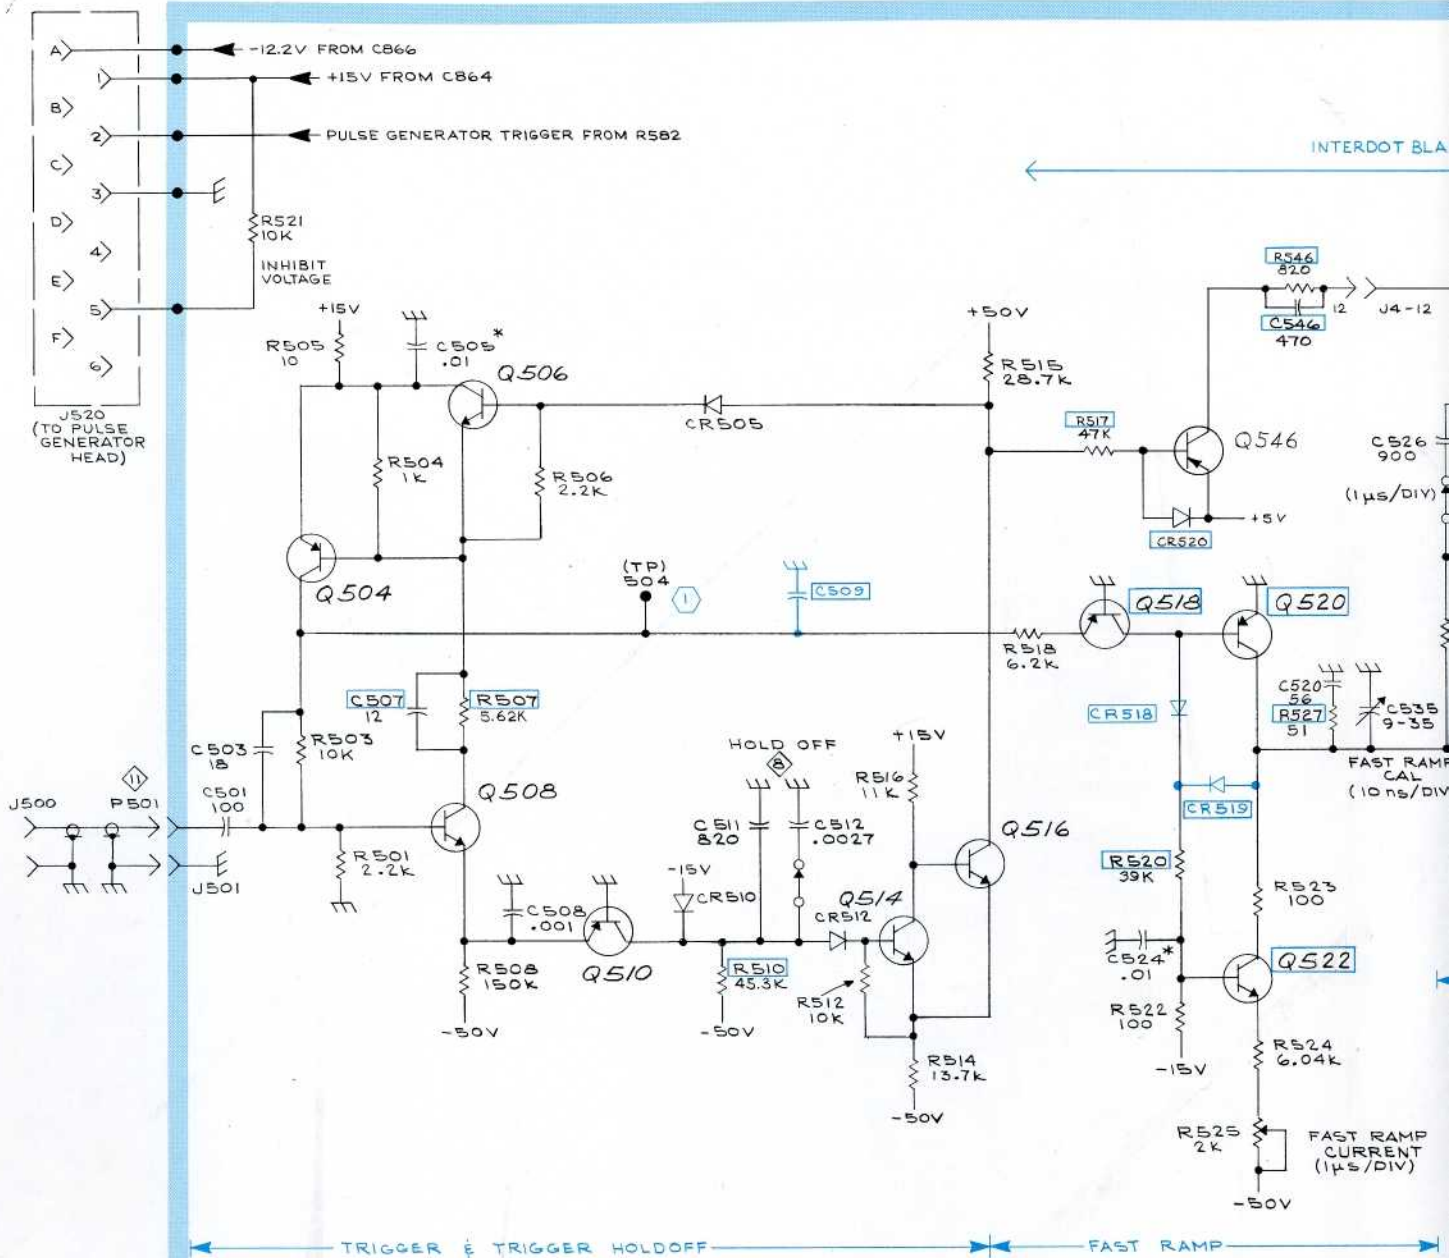 A
-12.2V FROM C866
1
+15V FROM C864
B
2
PULSE GENERATOR TRIGGER FROM R582
INTERDOT BLA
C
3
D
R521
10K
4
E
INHIBIT
VOLTAGE
5
F
6
J520
(TO PULSE
GENERATOR
HEAD)
+15V
R505
10
C505*
.01
Q506
CR505
+50V
R515
28.7K
R546
820
C546
470
12
J4-12
R517
47K
Q546
C526
900
(1µS/DIV)
R504
1K
R506
2.2K
+5V
CR520
Q504
(TP)
504
1
C509
Q518
Q520
R518
6.2K
C507
12
R507
5.62K
CR518
C520
56
R527
51
C535
9-35
FAST RAMP
CAL
(10 ns/DIV
C503
18
R503
10K
HOLD OFF
8
+15V
R516
11K
CR519
11
J500
P501
C501
100
Q508
C511
820
C512
.0027
Q516
J501
R501
2.2K
-15V
CR510
R520
39K
R523
100
C508
.001
CR512
Q514
Q510
C524*
.01
Q522
R508
150K
R510
45.3K
R512
10K
R522
100
-50V
-50V
R514
13.7K
-15V
R524
6.04K
-50V
R525
2K
FAST RAMP
CURRENT
(1µS/DIV)
-50V
TRIGGER & TRIGGER HOLDOFF
FAST RAMP